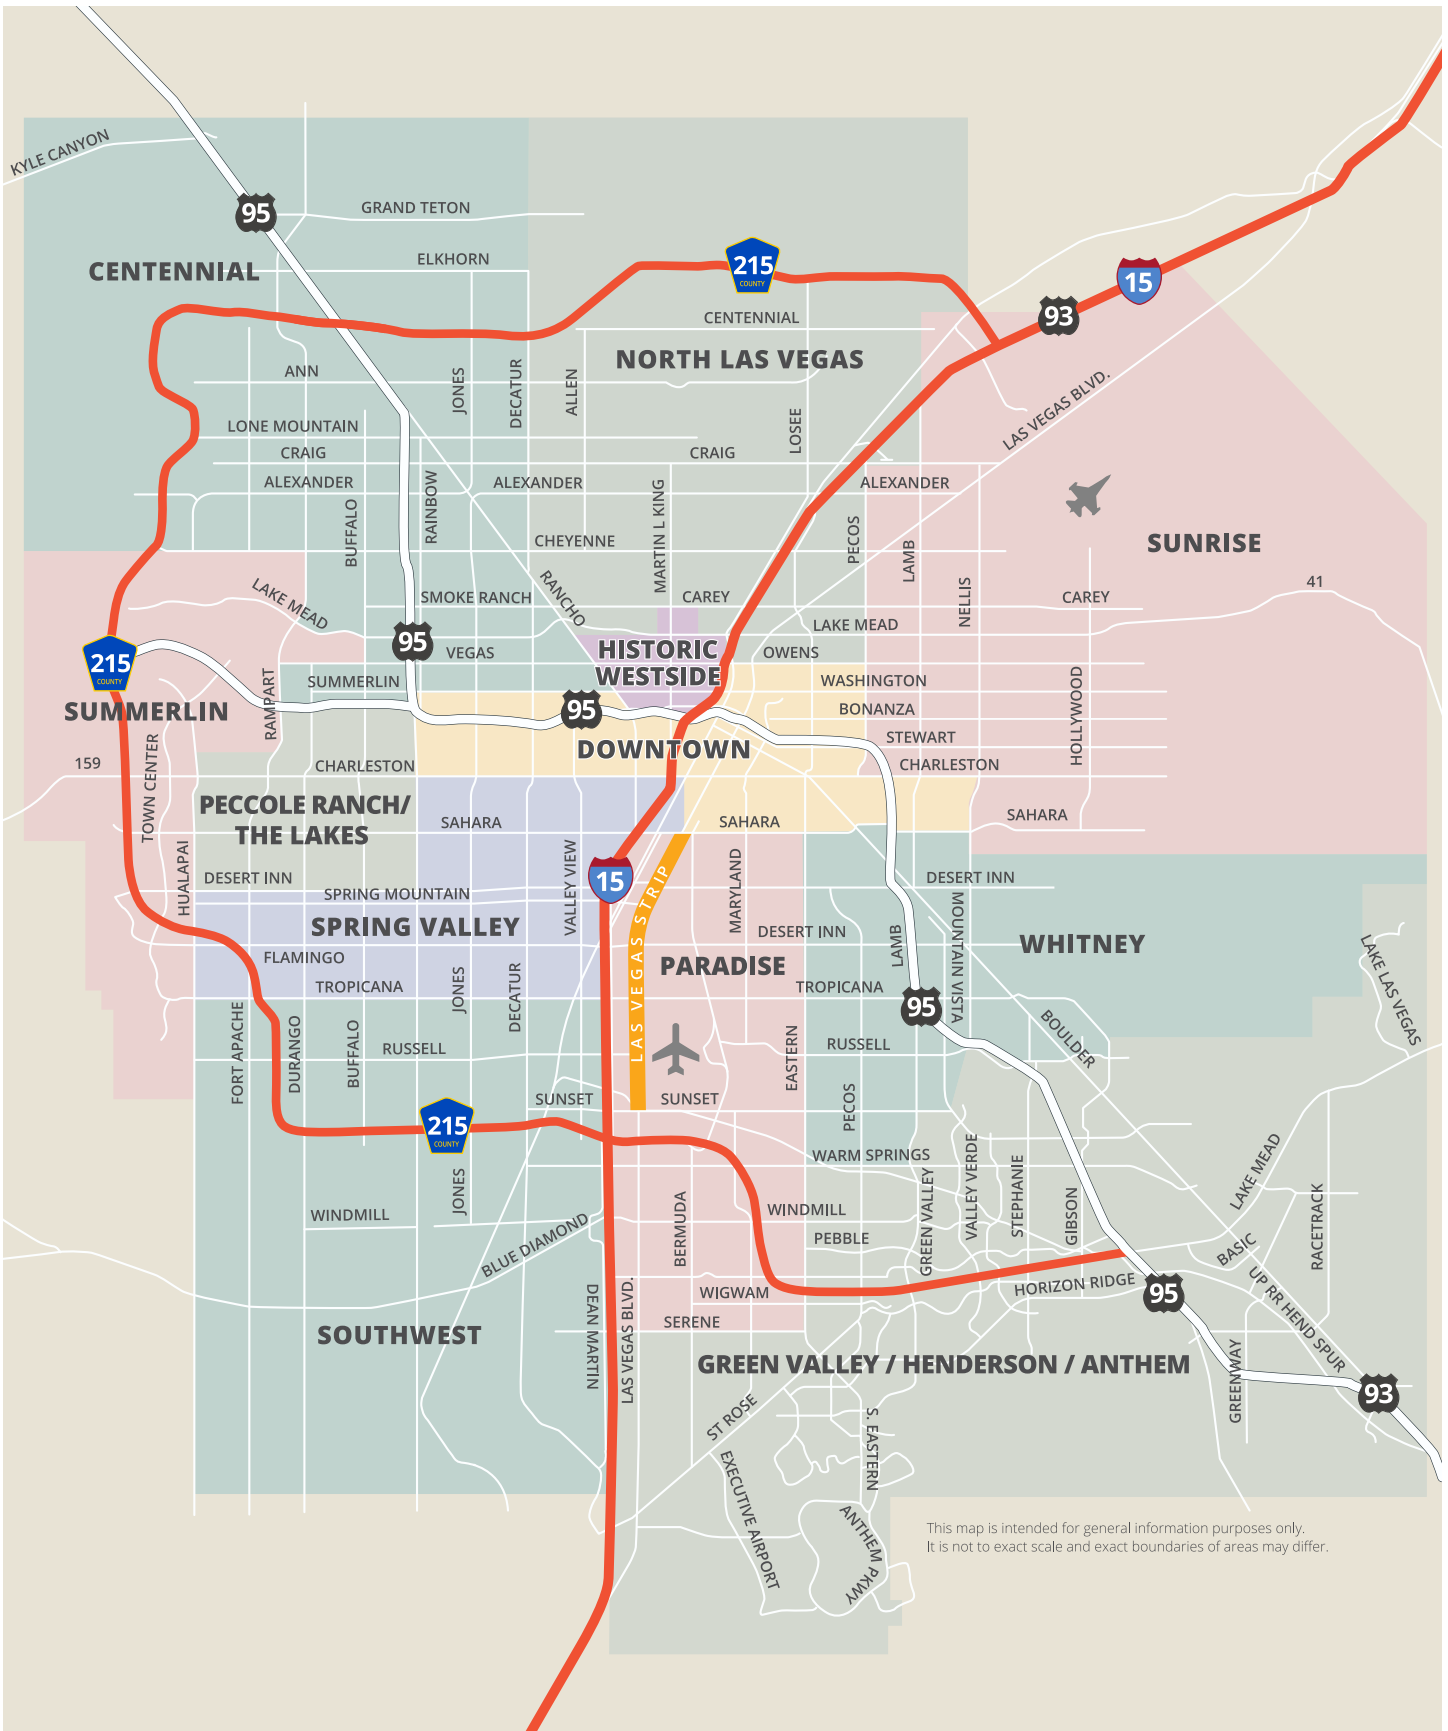 KYLE CANYON
95
GRAND TETON
CENTENNIAL
ELKHORN
215
COUNTY
15
93
CENTENNIAL
NORTH LAS VEGAS
ANN
JONES
DECATUR
ALLEN
LOSEE
LAS VEGAS BLVD.
LONE MOUNTAIN
CRAIG
CRAIG
ALEXANDER
ALEXANDER
ALEXANDER
BUFFALO
RAINBOW
MARTIN L KING
PECOS
LAMB
NELLIS
SUNRISE
CHEYENNE
RANCHO
LAKE MEAD
SMOKE RANCH
CAREY
CAREY
41
LAKE MEAD
95
VEGAS
HISTORIC
WESTSIDE
OWENS
215
COUNTY
SUMMERLIN
RAMPART
SUMMERLIN
95
WASHINGTON
BONANZA
HOLLYWOOD
DOWNTOWN
STEWART
159
TOWN CENTER
CHARLESTON
CHARLESTON
PECCOLE RANCH/
THE LAKES
SAHARA
SAHARA
SAHARA
HUALAPAI
DESERT INN
SPRING MOUNTAIN
VALLEY VIEW
15
LAS VEGAS STRIP
MARYLAND
DESERT INN
MOUNTAIN VISTA
SPRING VALLEY
DESERT INN
LAMB
WHITNEY
LAKE LAS VEGAS
FLAMINGO
PARADISE
TROPICANA
JONES
DECATUR
TROPICANA
95
FORT APACHE
DURANGO
BUFFALO
RUSSELL
EASTERN
RUSSELL
BOULDER
SUNSET
SUNSET
PECOS
215
COUNTY
WARM SPRINGS
JONES
GREEN VALLEY
VALLEY VERDE
STEPHANIE
GIBSON
LAKE MEAD
RACETRACK
WINDMILL
BLUE DIAMOND
BERMUDA
WINDMILL
PEBBLE
BASIC
WIGWAM
HORIZON RIDGE
95
UP RR HEND SPUR
DEAN MARTIN
LAS VEGAS BLVD.
SERENE
SOUTHWEST
GREEN VALLEY / HENDERSON / ANTHEM
GREENWAY
93
ST ROSE
S. EASTERN
EXECUTIVE AIRPORT
ANTHEM PKWY
This map is intended for general information purposes only.
It is not to exact scale and exact boundaries of areas may differ.